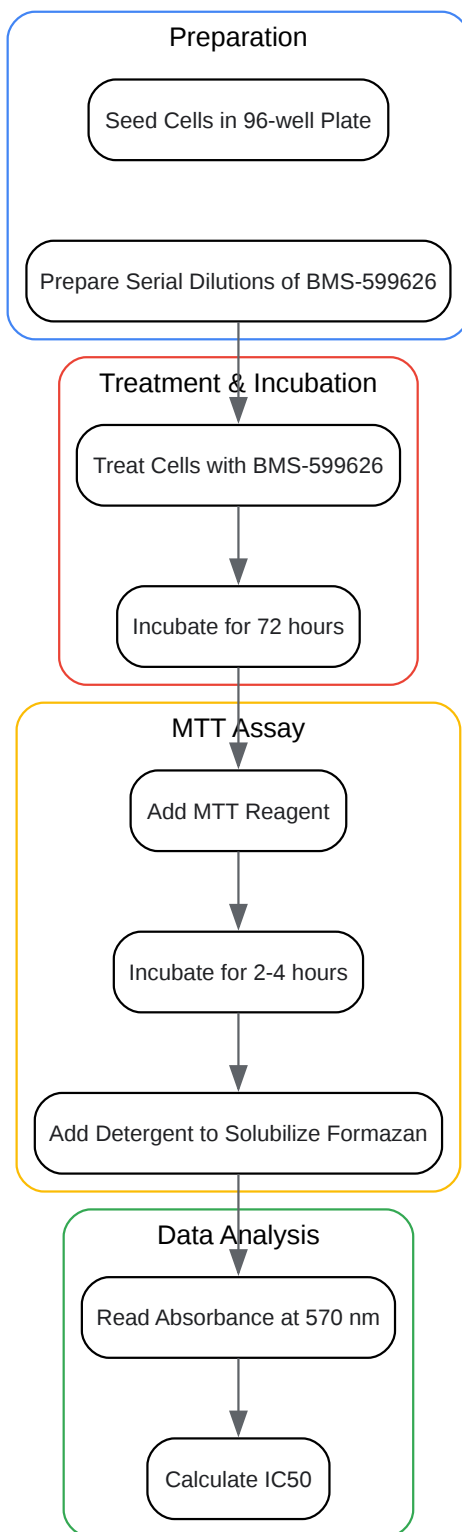 Preparation
Seed Cells in 96-well Plate
Prepare Serial Dilutions of BMS-599626
Treatment & Incubation
Treat Cells with BMS-599626
Incubate for 72 hours
MTT Assay
Add MTT Reagent
Incubate for 2-4 hours
Add Detergent to Solubilize Formazan
Data Analysis
Read Absorbance at 570 nm
Calculate IC50